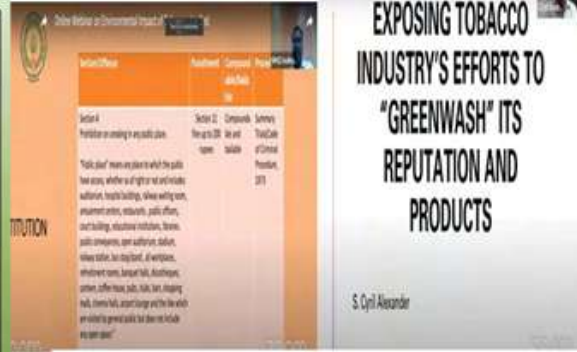 Online Webinar on Environmental Impact of
Section/Offence
Punishment
Section 4
Prohibition on smoking in any public place.
"Public place" means any place to which the public
have access, whether as of right or not and includes
auditorium, hospital buildings, railway waiting room,
amusement centres, restaurants, public offices,
court buildings, educational institutions, libraries,
public conveyances, open auditorium, stadium,
railway station, bus stop/stand, workplaces,
refreshment rooms, banquet halls, discotheques,
canteen, coffee house, pubs, bars, shopping
malls, cinema halls, airport lounge and the like which
are visited by general public but does not include
any open space."
Section 21
fine up to 200
rupees
Compounda
ble and
bailable
Summary
Trials/Code
of Criminal
Procedure,
1973
TITUTION
EXPOSING TOBACCO
INDUSTRY'S EFFORTS TO
"GREENWASH" ITS
REPUTATION AND
PRODUCTS
S. Cyril Alexander